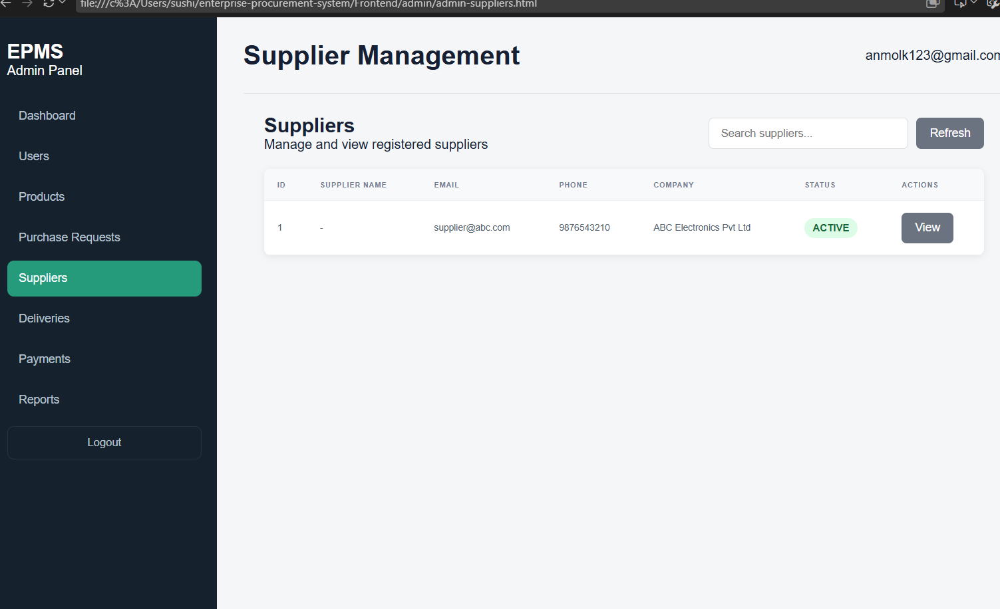 file:///c%3A/Users/sushi/enterprise-procurement-system/Frontend/admin/admin-suppliers.html
EPMS
Admin Panel
Dashboard
Users
Products
Purchase Requests
Suppliers
Deliveries
Payments
Reports
Logout
Supplier Management
anmolk123@gmail.com
Suppliers
Manage and view registered suppliers
Search suppliers...
Refresh
ID SUPPLIER NAME EMAIL PHONE COMPANY STATUS ACTIONS
1 - supplier@abc.com 9876543210 ABC Electronics Pvt Ltd ACTIVE View